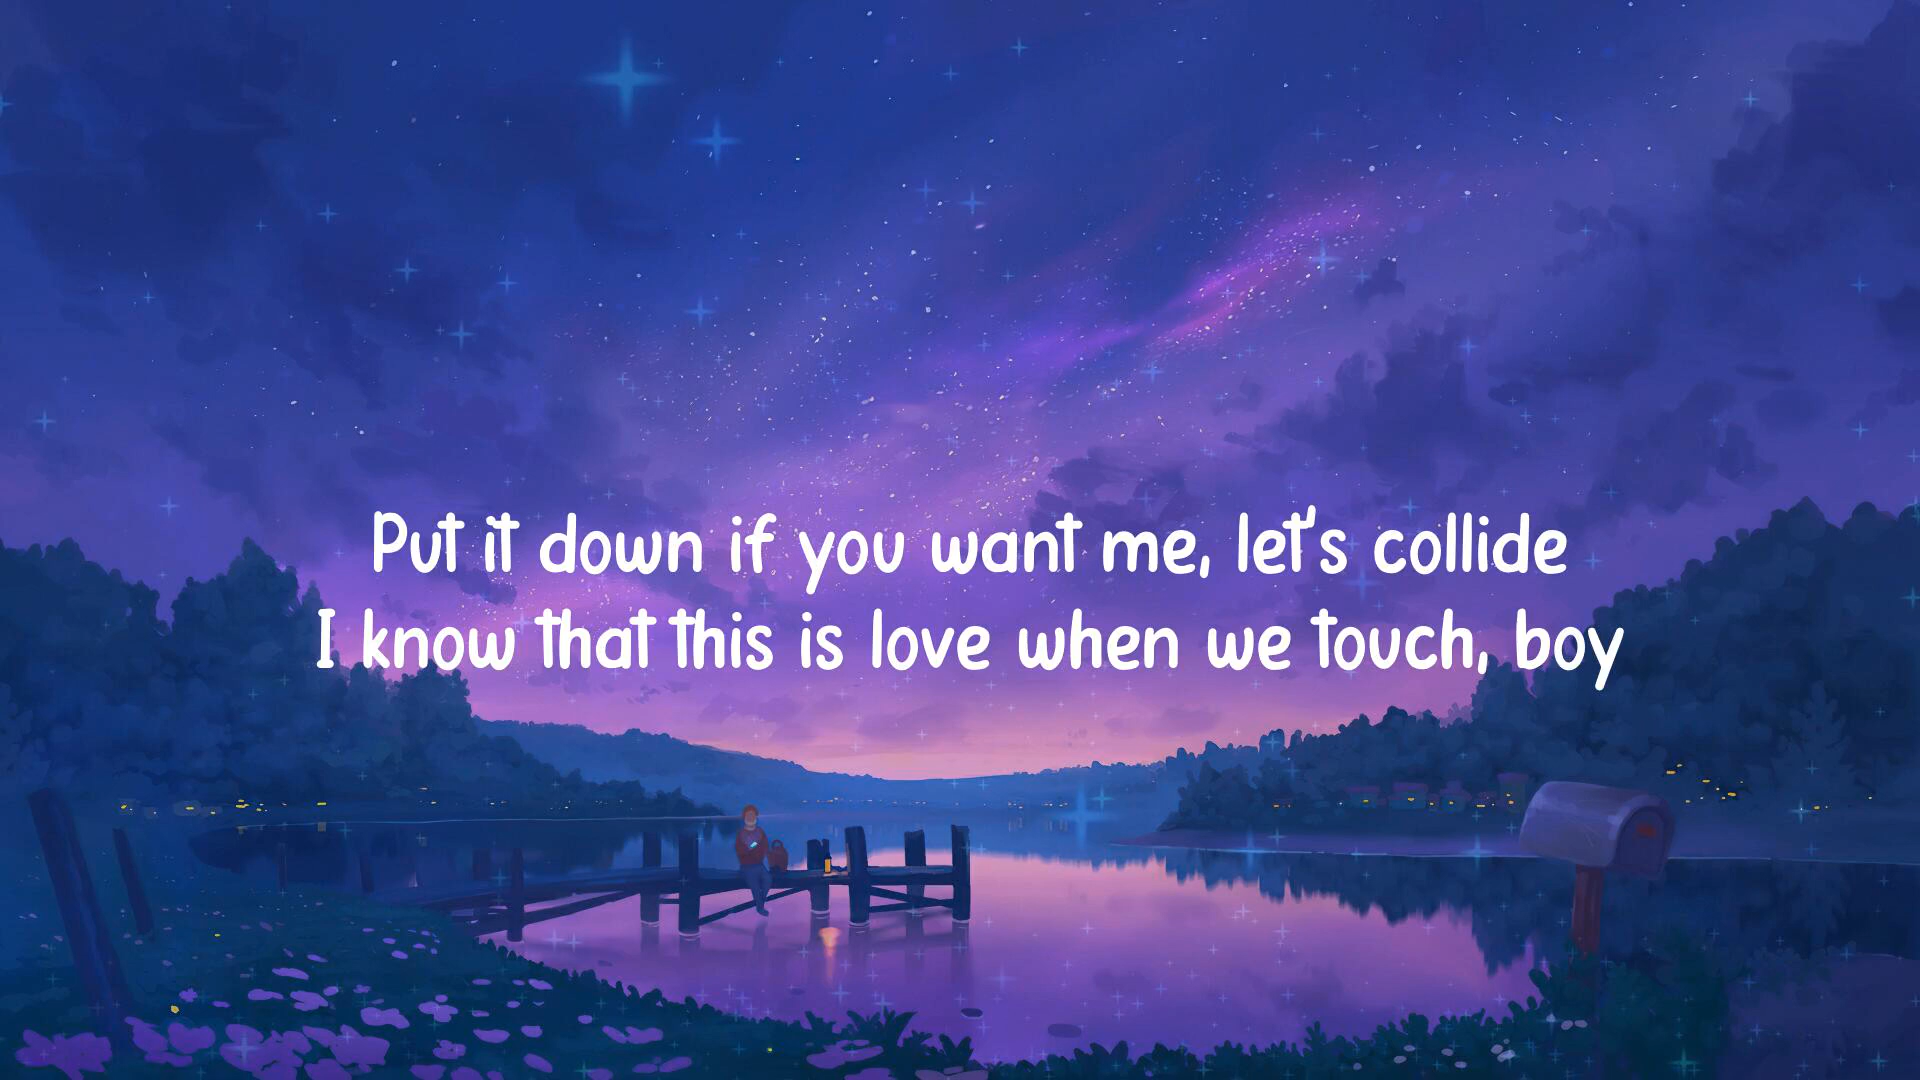 Put it down if you want me, let's collide
I know that this is love when we touch, boy